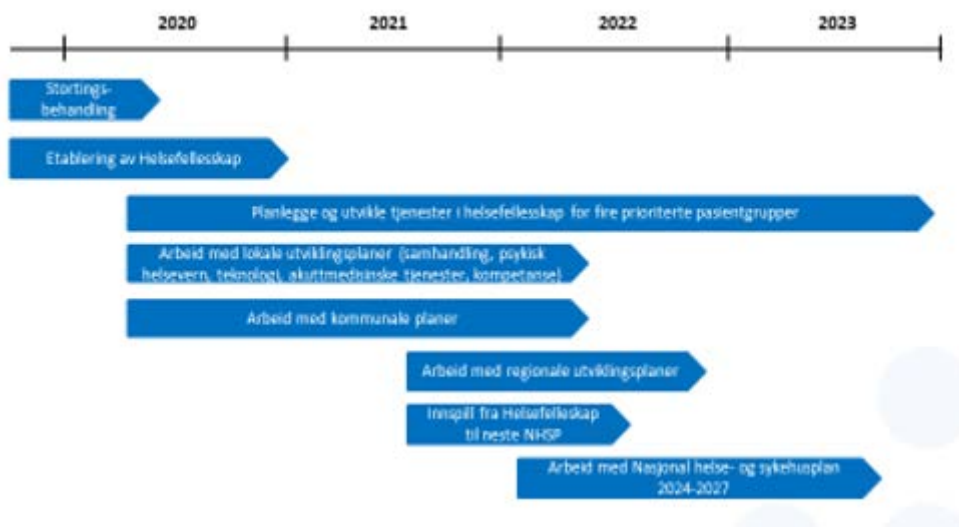 2020 2021 2022 2023
Stortings-
behandling
Etablering av Helsefellesskap
Planlegge og utvikle tjenester i helsefellesskap for fire prioriterte pasientgrupper
Arbeid med lokale utviklingsplaner (samhandling, psykisk
helsevern, teknologi, akuttmedisinske tjenester, kompetanse)
Arbeid med kommunale planer
Arbeid med regionale utviklingsplaner
Innspill fra Helsefelleskap
til neste NHSP
Arbeid med Nasjonal helse- og sykehusplan
2024-2027